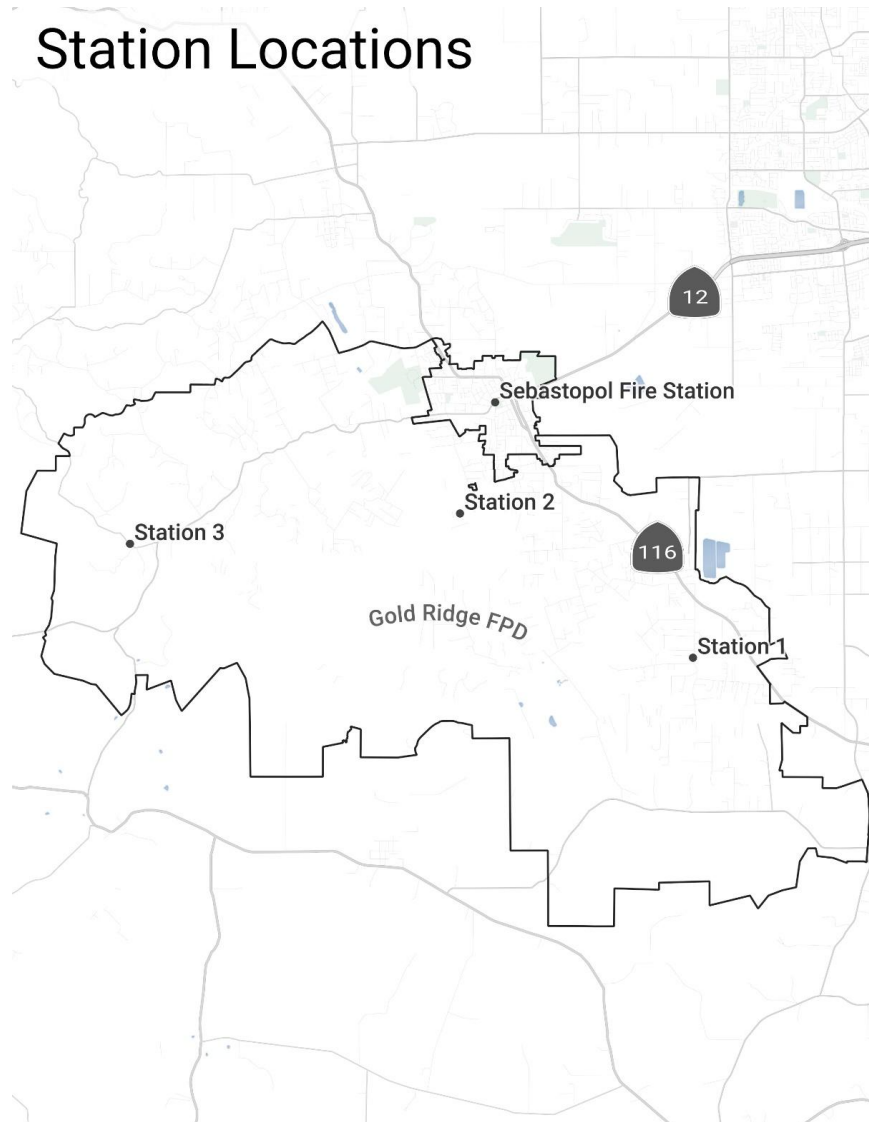 Station Locations
12
Sebastopol Fire Station
Station 2
Station 3
116
Gold Ridge FPD
Station 1